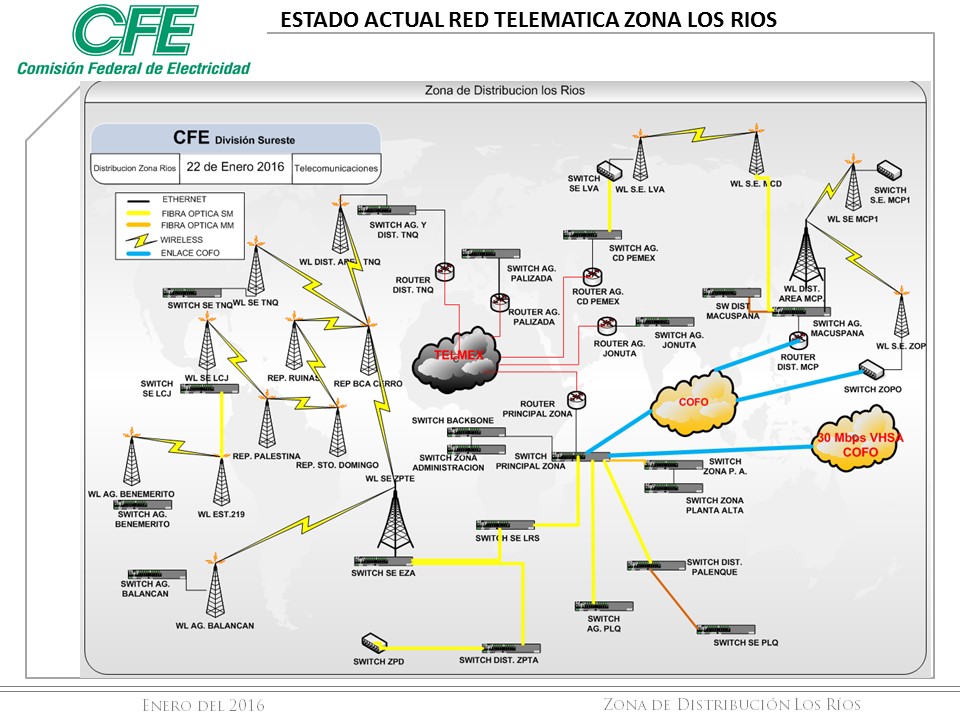 ESTADO ACTUAL RED TELEMATICA ZONA LOS RIOS
CFE
Comisión Federal de Electricidad
Zona de Distribucion los Rios
CFE División Sureste
Distribucion Zona Rios
22 de Enero 2016
Telecomunicaciones
ETHERNET
FIBRA OPTICA SM
FIBRA OPTICA MM
WIRELESS
ENLACE COFO
SWITCH
SE LVA
WL S.E. LVA
WL S.E. MCD
SWICTH
S.E. MCP1
WL SE MCP1
SWITCH AG. Y
DIST. TNQ
WL DIST. AREA TNQ
SWITCH AG.
CD PEMEX
SWITCH AG.
PALIZADA
ROUTER
DIST. TNQ
ROUTER AG.
CD PEMEX
WL DIST.
AREA MCP.
SWITCH SE TNQ
WL SE TNQ
ROUTER AG.
PALIZADA
SW DIST
MACUSPANA
SWITCH AG.
MACUSPANA
ROUTER AG.
JONUTA
SWITCH AG.
JONUTA
WL S.E. ZOP
TELMEX
ROUTER
DIST. MCP
WL SE LCJ
REP. RUINAS
REP BCA CERRO
SWITCH
SE LCJ
SWITCH ZOPO
ROUTER
PRINCIPAL ZONA
COFO
SWITCH BACKBONE
30 Mbps VHSA
COFO
REP. PALESTINA
REP. STO. DOMINGO
SWITCH ZONA
ADMINISTRACION
SWITCH
PRINCIPAL ZONA
SWITCH
ZONA P. A.
WL SE ZPTE
WL AG. BENEMERITO
SWITCH AG.
BENEMERITO
WL EST.219
SWITCH ZONA
PLANTA ALTA
SWITCH SE LRS
SWITCH SE EZA
SWITCH DIST.
PALENQUE
SWITCH AG.
BALANCAN
WL AG. BALANCAN
SWITCH
AG. PLQ
SWITCH SE PLQ
SWITCH ZPD
SWITCH DIST. ZPTA
ENERO DEL 2016
ZONA DE DISTRIBUCIÓN LOS RÍOS